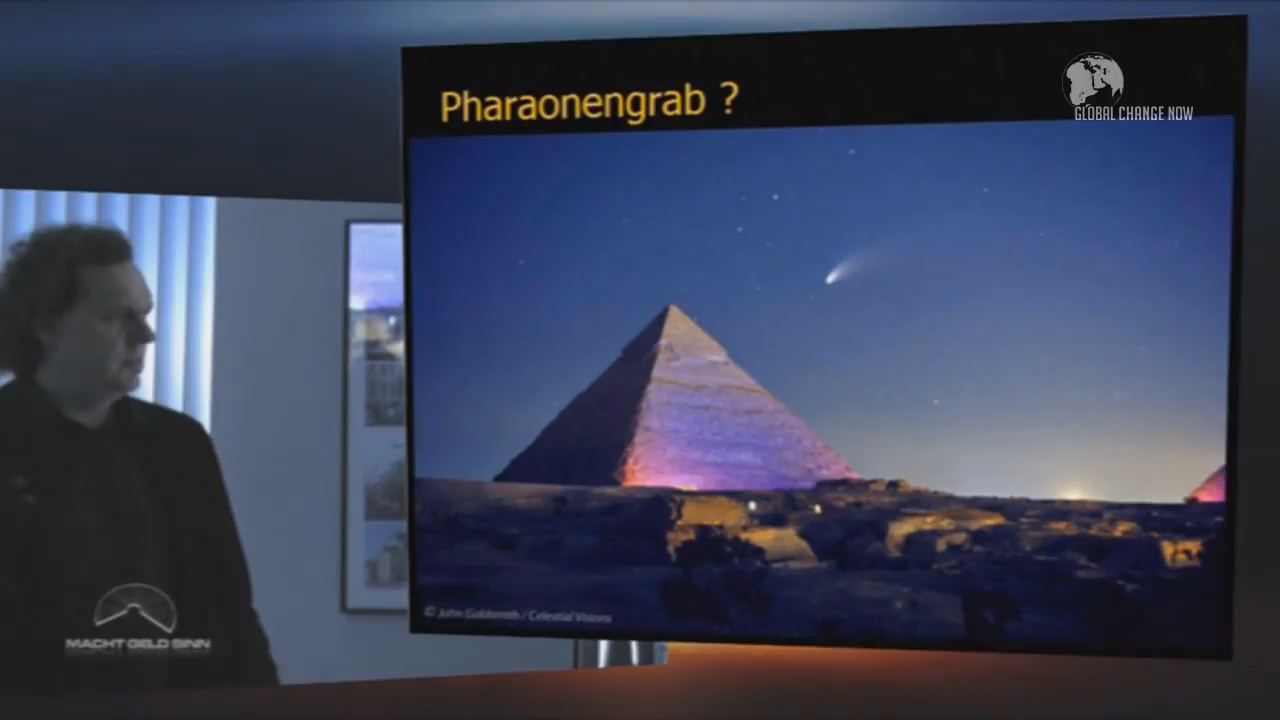 Pharaonengrab ?
GLOBAL CHANGE NOW
© John Goldsmith / Celestial Visions
MACHT GELD SINN